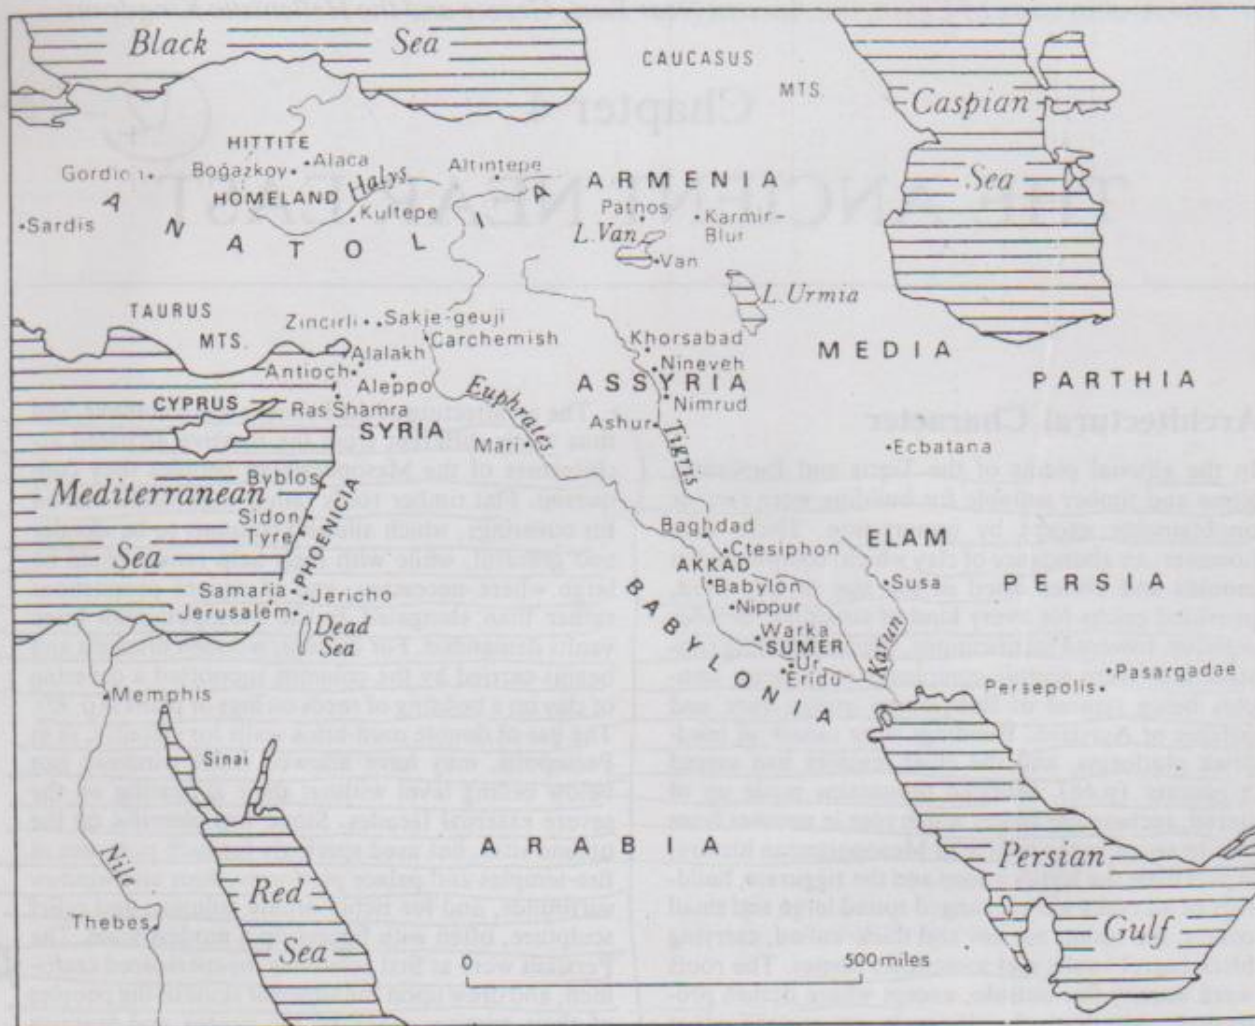 Black Sea
CAUCASUS
MTS.
Caspian
Sea
HITTITE
Alaca
Boğazkoy
HOMELAND
Halys
Kultepe
Gordion
Sardis
ANATOLIA
Altintepe
ARMENIA
Patnos
Karmir-
Blur
L.Van
Van
L.Urmia
TAURUS
MTS.
Zincirli
Sakje-geuji
Carchemish
Alalakh
Antioch
Aleppo
CYPRUS
Ras Shamra
SYRIA
Euphrates
Mari
Khorsabad
Nineveh
ASSYRIA
Nimrud
Ashur
Tigris
MEDIA
PARTHIA
Ecbatana
Mediterranean
Sea
Byblos
Sidon
Tyre
PHOENICIA
Samaria
Jericho
Jerusalem
Dead
Sea
Baghdad
Ctesiphon
AKKAD
Babylon
Nippur
BABYLONIA
Warka
SUMER
Ur
Eridu
ELAM
Susa
Karun
PERSIA
Persepolis
Pasargadae
Memphis
Sinai
Nile
Thebes
Red
Sea
ARABIA
Persian
Gulf
0 500 miles